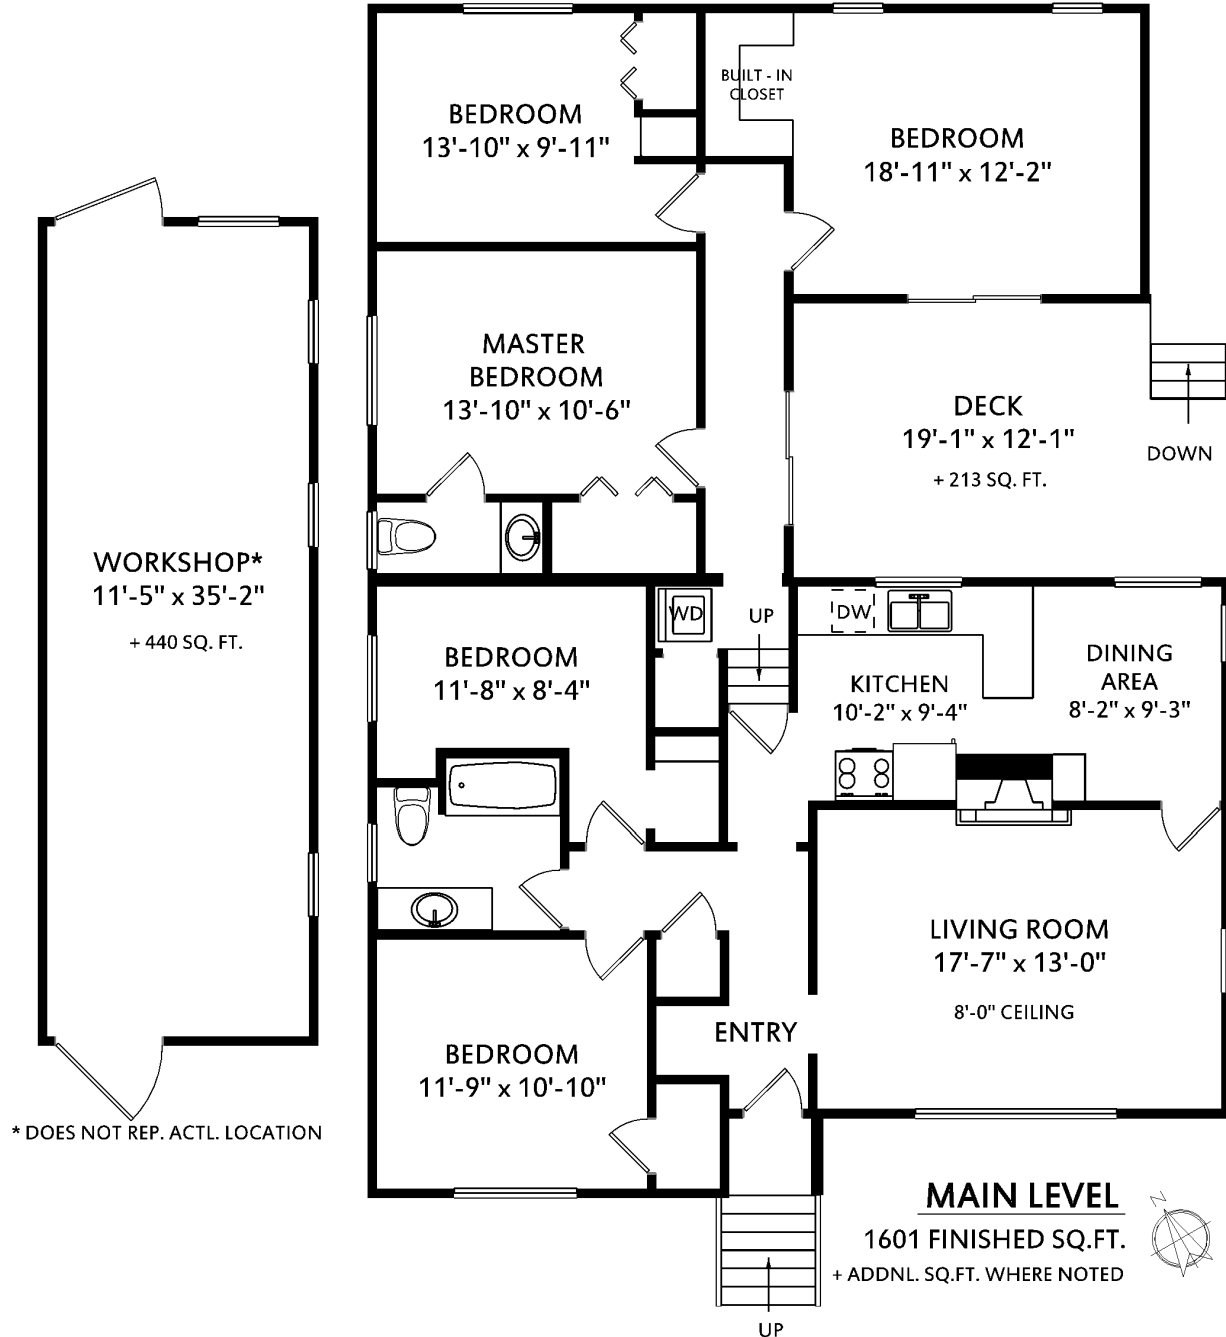 BUILT - IN
CLOSET
BEDROOM
13'-10" x 9'-11"
BEDROOM
18'-11" x 12'-2"
MASTER
BEDROOM
13'-10" x 10'-6"
DECK
19'-1" x 12'-1"
+ 213 SQ. FT.
DOWN
WORKSHOP*
11'-5" x 35'-2"
+ 440 SQ. FT.
WD
UP
DW
BEDROOM
11'-8" x 8'-4"
KITCHEN
10'-2" x 9'-4"
DINING
AREA
8'-2" x 9'-3"
LIVING ROOM
17'-7" x 13'-0"
8'-0" CEILING
ENTRY
BEDROOM
11'-9" x 10'-10"
* DOES NOT REP. ACTL. LOCATION
MAIN LEVEL
1601 FINISHED SQ.FT.
+ ADDNL. SQ.FT. WHERE NOTED
N
UP